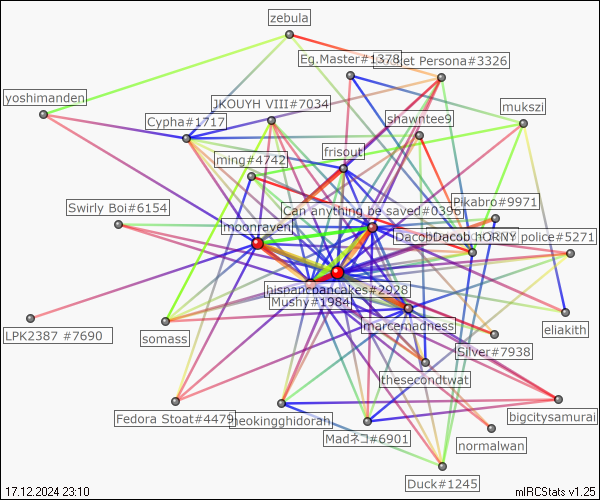 zebula
Eg.Master#1378
et Persona#3326
yoshimanden
JKOUYH VIII#7034
mukszi
Cypha#1717
shawntee9
frisout
ming#4742
Pikabro#9971
Swirly Boi#6154
Can anything be saved#0396
moonraven
DacobDacob
HORNY police#5271
hispancpancakes#2928
Mushy#1984
marcemadness
eliakith
LPK2387 #7690
somass
Silver#7938
thesecondtwat
Fedora Stoat#4479
heokingghidorah
bigcitysamurai
Madネコ#6901
normalwan
Duck#1245
17.12.2024 23:10
mIRCStats v1.25